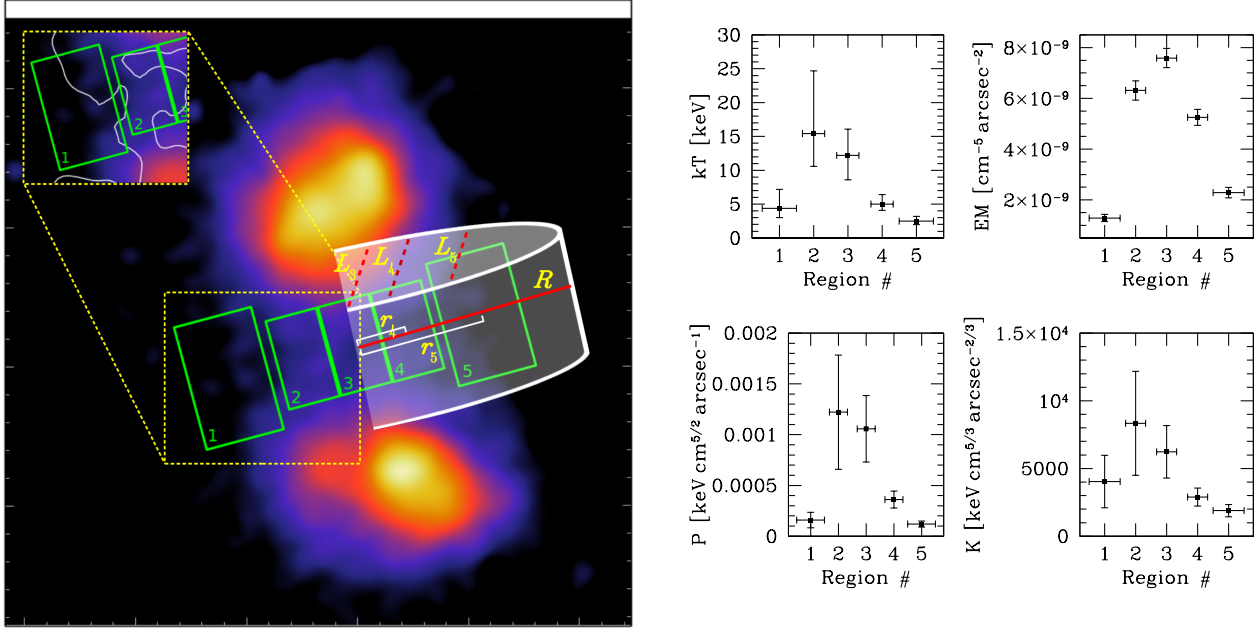 1
2
3
L₃
L₄
L₅
R
r₄
r₅
1
2
3
4
5
kT [keV]
30
25
20
15
10
5
0
1 2 3 4 5
Region #
EM [cm⁻⁵ arcsec⁻²]
8×10⁻⁹
6×10⁻⁹
4×10⁻⁹
2×10⁻⁹
1 2 3 4 5
Region #
P [keV cm^5/2 arcsec⁻¹]
0.002
0.0015
0.001
0.0005
0
1 2 3 4 5
Region #
K [keV cm^5/3 arcsec^−2/3]
1.5×10⁴
10⁴
5000
0
1 2 3 4 5
Region #